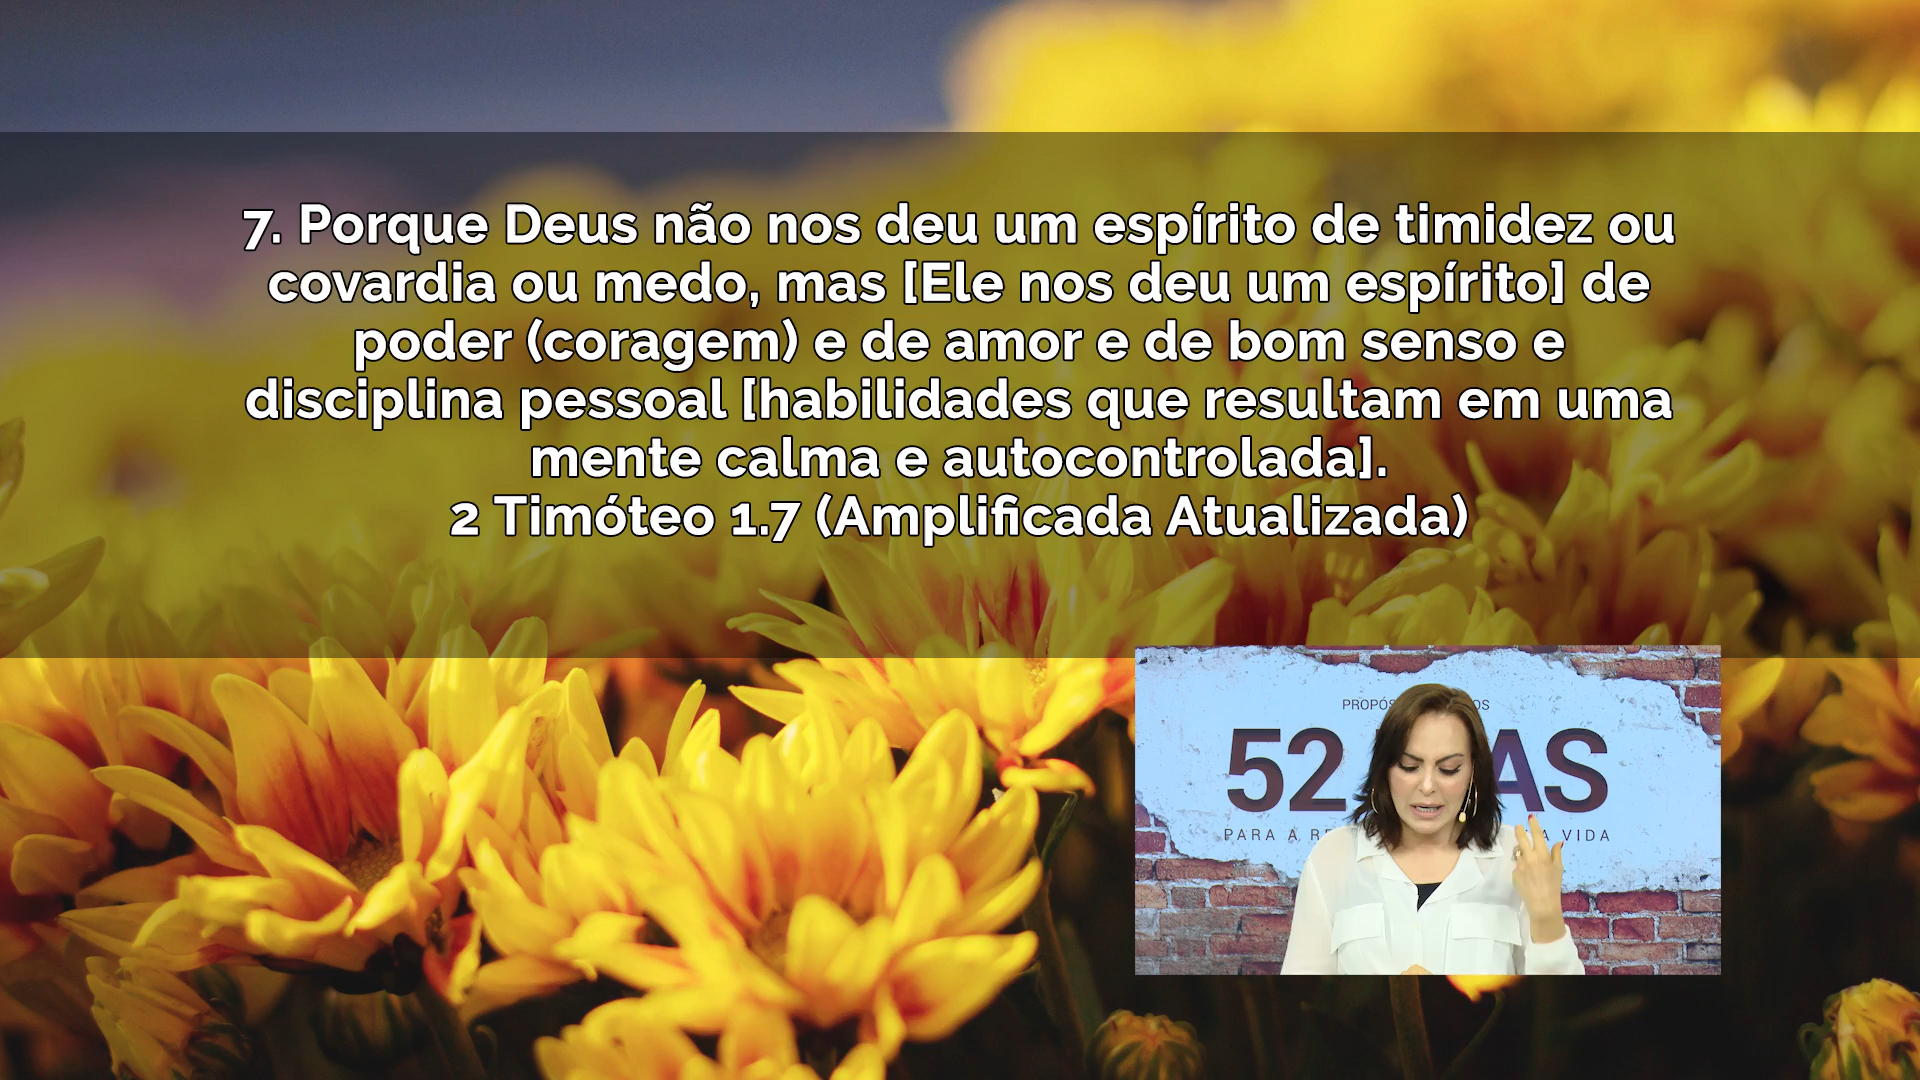 7. Porque Deus não nos deu um espírito de timidez ou
covardia ou medo, mas [Ele nos deu um espírito] de
poder (coragem) e de amor e de bom senso e
disciplina pessoal [habilidades que resultam em uma
mente calma e autocontrolada].
2 Timóteo 1.7 (Amplificada Atualizada)
52
PARA A
VIDA